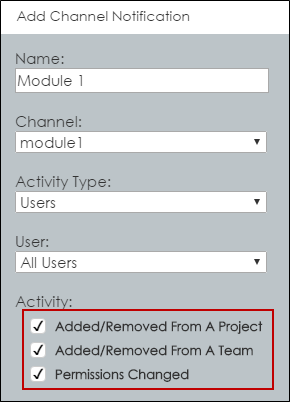 Add Channel Notification
Name:
Module 1
Channel:
module1
Activity Type:
Users
User:
All Users
Activity:
Added/Removed From A Project
Added/Removed From A Team
Permissions Changed